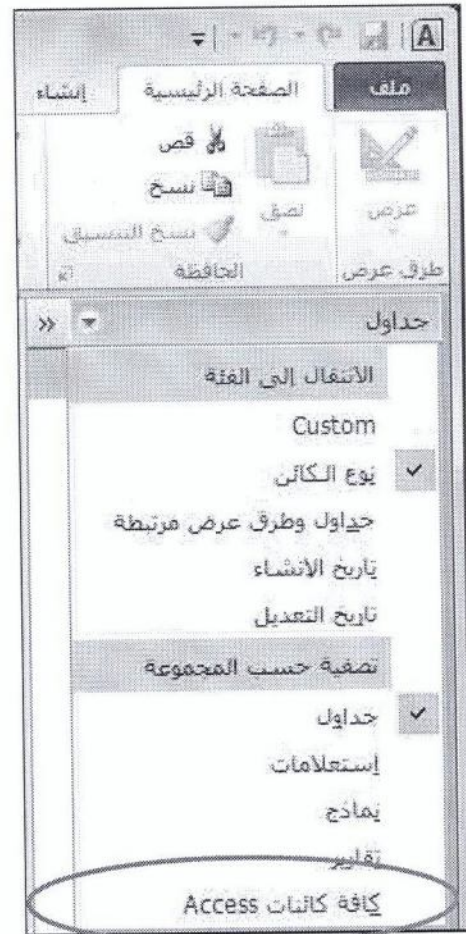 A
ملف الصفحة الرئيسية إنشاء
عرض
لصق
قص
نسخ
نسخ التنسيق
طرق عرض
الحافظة
جداول
الانتقال إلى الفئة
Custom
نوع الكائن
جداول وطرق عرض مرتبطة
تاريخ الانشاء
تاريخ التعديل
تصفية حسب المجموعة
جداول
إستعلامات
نماذج
تقارير
كافة كائنات Access